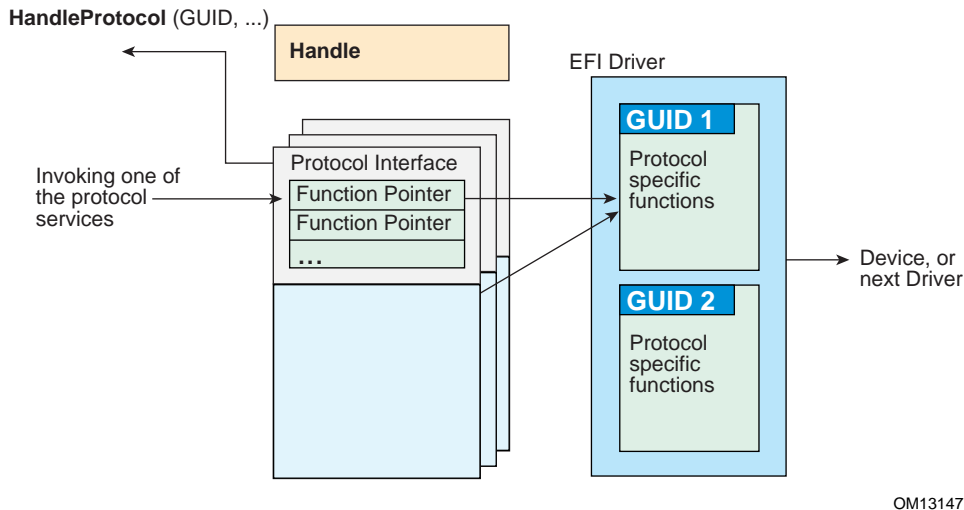 HandleProtocol (GUID, ...)
Handle
EFI Driver
GUID 1
Protocol
specific
functions
Protocol Interface
Function Pointer
Function Pointer
...
Invoking one of
the protocol
services
Device, or
next Driver
GUID 2
Protocol
specific
functions
OM13147